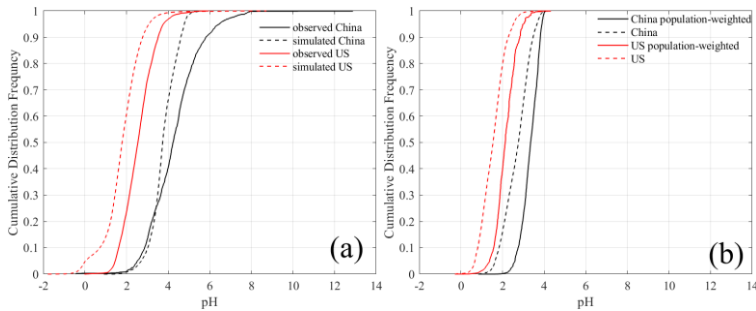 1
0.9
0.8
0.7
0.6
0.5
0.4
0.3
0.2
0.1
0
Cumulative Distribution Frequency
-2 0 2 4 6 8 10 12 14
pH
observed China
simulated China
observed US
simulated US
(a)
1
0.9
0.8
0.7
0.6
0.5
0.4
0.3
0.2
0.1
0
Cumulative Distribution Frequency
-2 0 2 4 6 8 10 12 14
pH
China population-weighted
China
US population-weighted
US
(b)